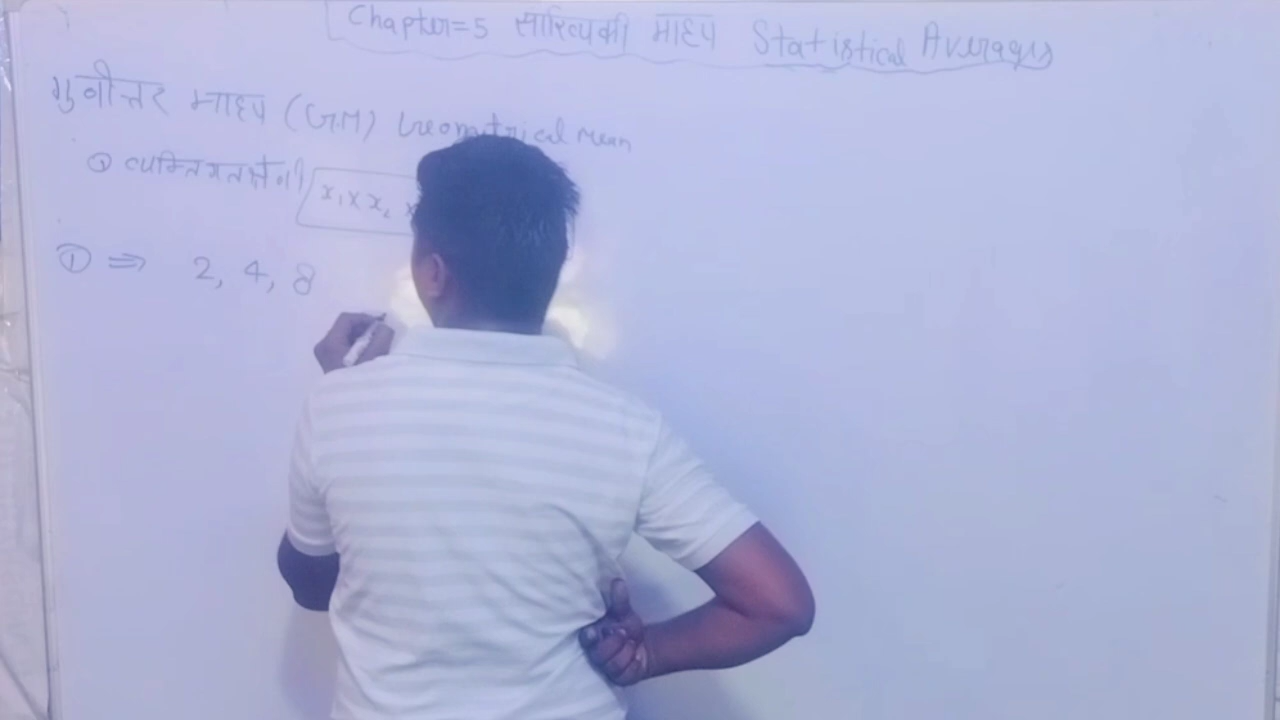 Chapter=5 सांख्यिकी माध्य Statistical Averages
गुणोत्तर माध्य (GM) Geometrical Mean
① व्यक्तिगत श्रेणी x₁ x x₂ x
① ⇒ 2, 4, 8